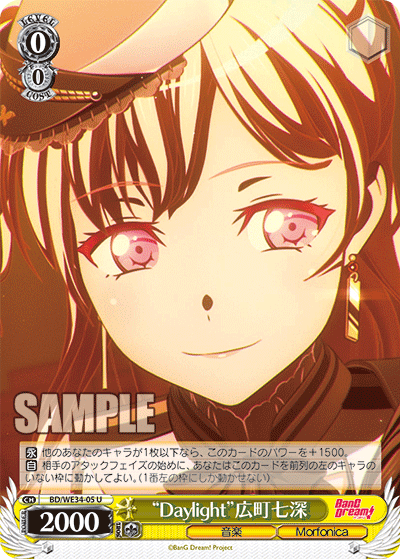 LEVEL
0
0
COST
SAMPLE
永 他のあなたのキャラが1枚以下なら、このカードのパワーを＋1500。
自 相手のアタックフェイズの始めに、あなたはこのカードを前列の左のキャラの
いない枠に動かしてよい。（1番左の枠にしか動かせない）
CH BD/WE34-05 U
2000
SOUL
“Daylight”広町七深
BanG Dream!
音楽
Morfonica
©BanG Dream! Project